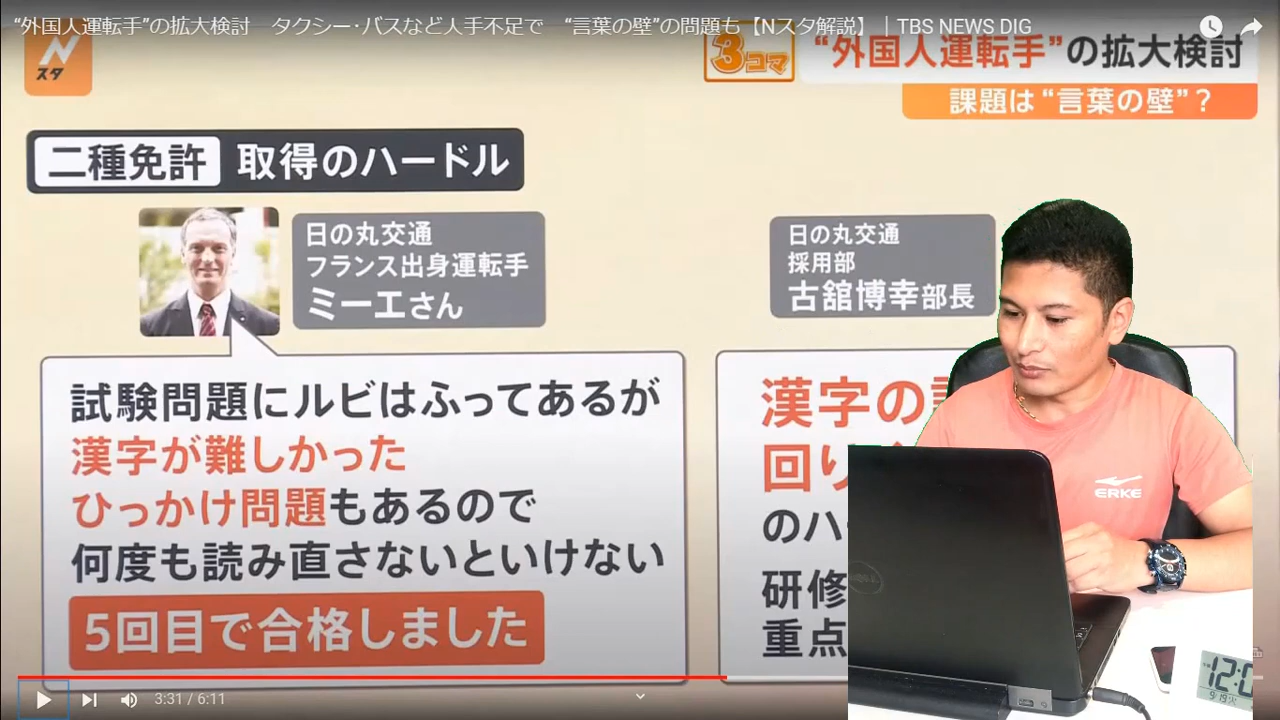 “外国人運転手”の拡大検討　タクシー・バスなど人手不足で　“言葉の壁”の問題も【Nスタ解説】｜TBS NEWS DIG
N
スタ
3コマ
“外国人運転手”の拡大検討
課題は“言葉の壁”？
二種免許 取得のハードル
日の丸交通
フランス出身運転手
ミーエさん
試験問題にルビはふってあるが
漢字が難しかった
ひっかけ問題もあるので
何度も読み直さないといけない
5回目で合格しました
日の丸交通
採用部
古舘博幸部長
漢字の
回り
のハ
研修
重点
ERKE
3:31 / 6:11
9/19火